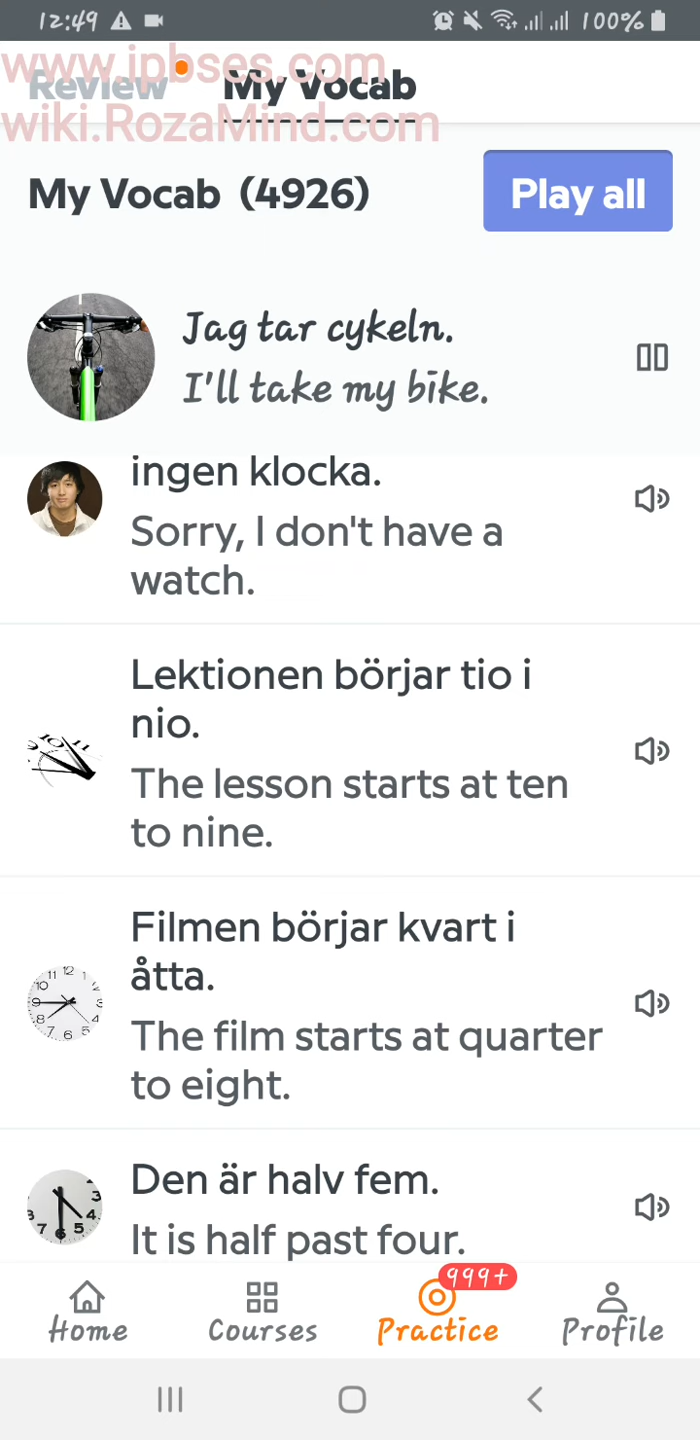 12:49
100%
www.ipbses.com
Review
My Vocab
wiki.RozaMind.com
My Vocab (4926)
Play all
Jag tar cykeln.
I'll take my bike.
ingen klocka.
Sorry, I don't have a
watch.
Lektionen börjar tio i
nio.
The lesson starts at ten
to nine.
Filmen börjar kvart i
åtta.
The film starts at quarter
to eight.
Den är halv fem.
It is half past four.
999+
Home
Courses
Practice
Profile